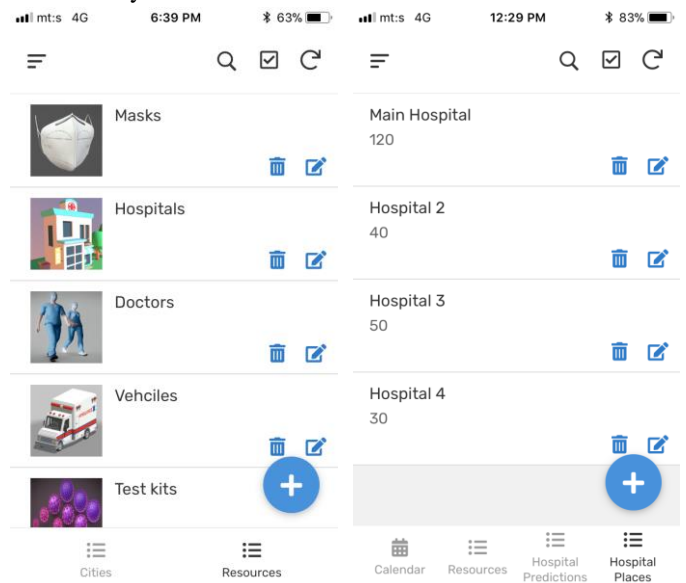 mt:s 4G 6:39 PM 63%
Masks
Hospitals
Doctors
Vehciles
Test kits
Cities
Resources
mt:s 4G 12:29 PM 83%
Main Hospital
120
Hospital 2
40
Hospital 3
50
Hospital 4
30
Calendar
Resources
Hospital
Predictions
Hospital
Places